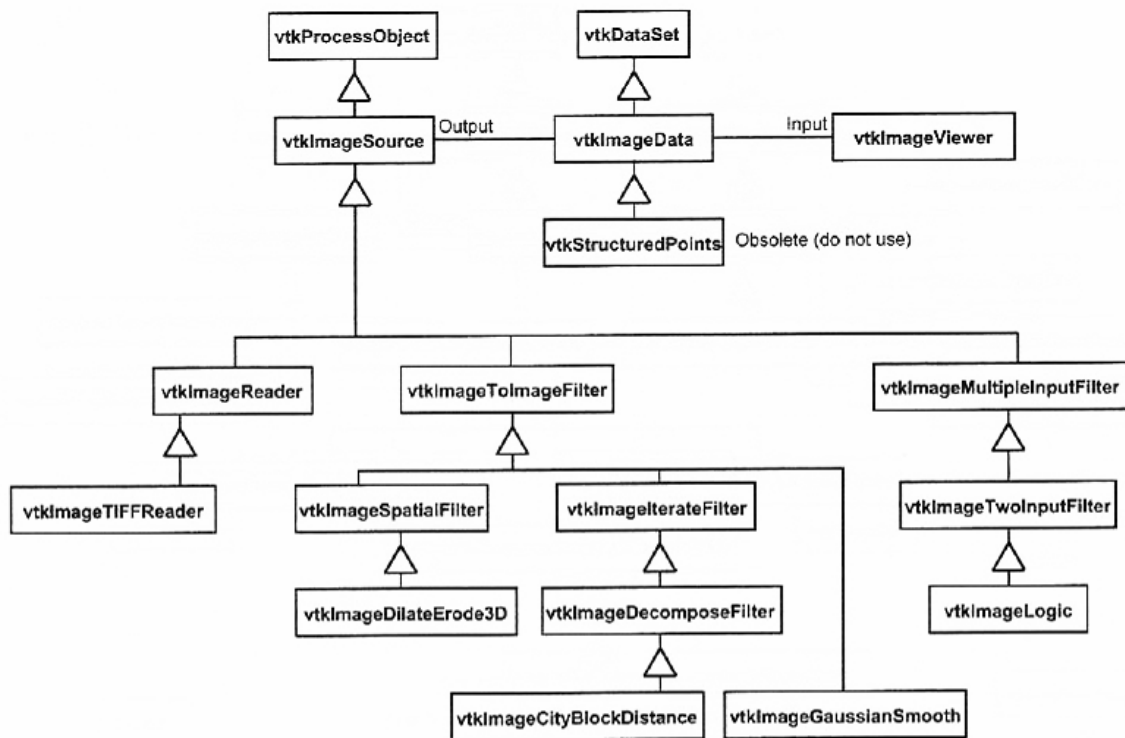 vtkProcessObject
vtkDataSet
vtkImageSource
Output
vtkImageData
Input
vtkImageViewer
vtkStructuredPoints
Obsolete (do not use)
vtkImageReader
vtkImageToImageFilter
vtkImageMultipleInputFilter
vtkImageTIFFReader
vtkImageSpatialFilter
vtkImageIterateFilter
vtkImageTwoInputFilter
vtkImageDilateErode3D
vtkImageDecomposeFilter
vtkImageLogic
vtkImageCityBlockDistance
vtkImageGaussianSmooth